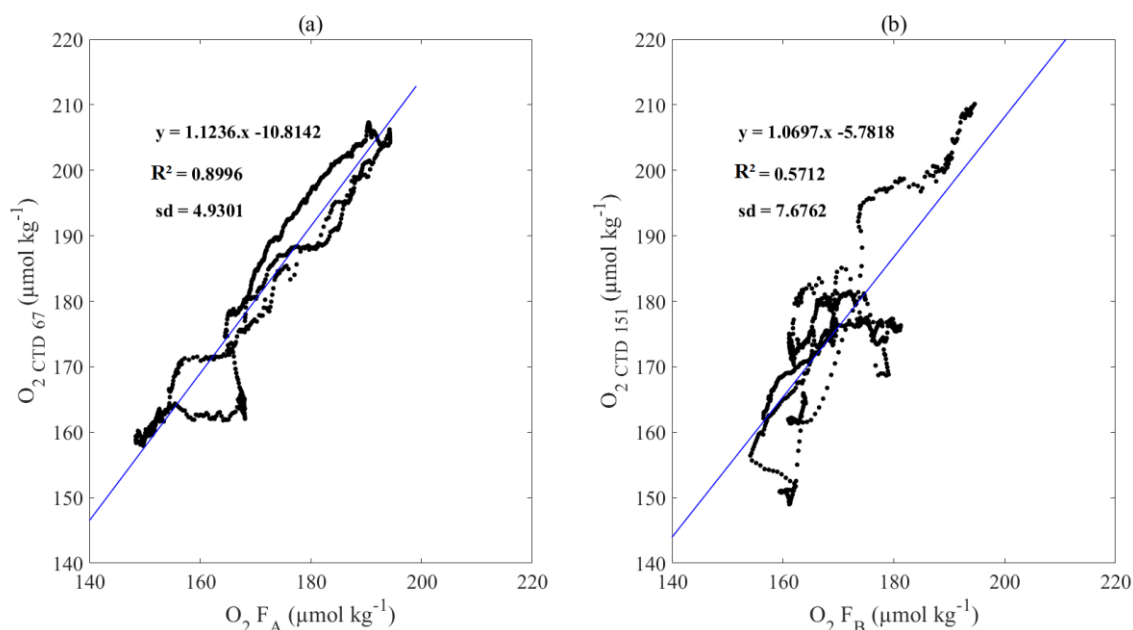 (a)
220
210
200
190
180
170
160
150
140
O₂ CTD 67 (μmol kg⁻¹)
y = 1.1236.x -10.8142
R² = 0.8996
sd = 4.9301
140 160 180 200 220
O₂ F_A (μmol kg⁻¹)
(b)
220
210
200
190
180
170
160
150
140
O₂ CTD 151 (μmol kg⁻¹)
y = 1.0697.x -5.7818
R² = 0.5712
sd = 7.6762
140 160 180 200 220
O₂ F_B (μmol kg⁻¹)